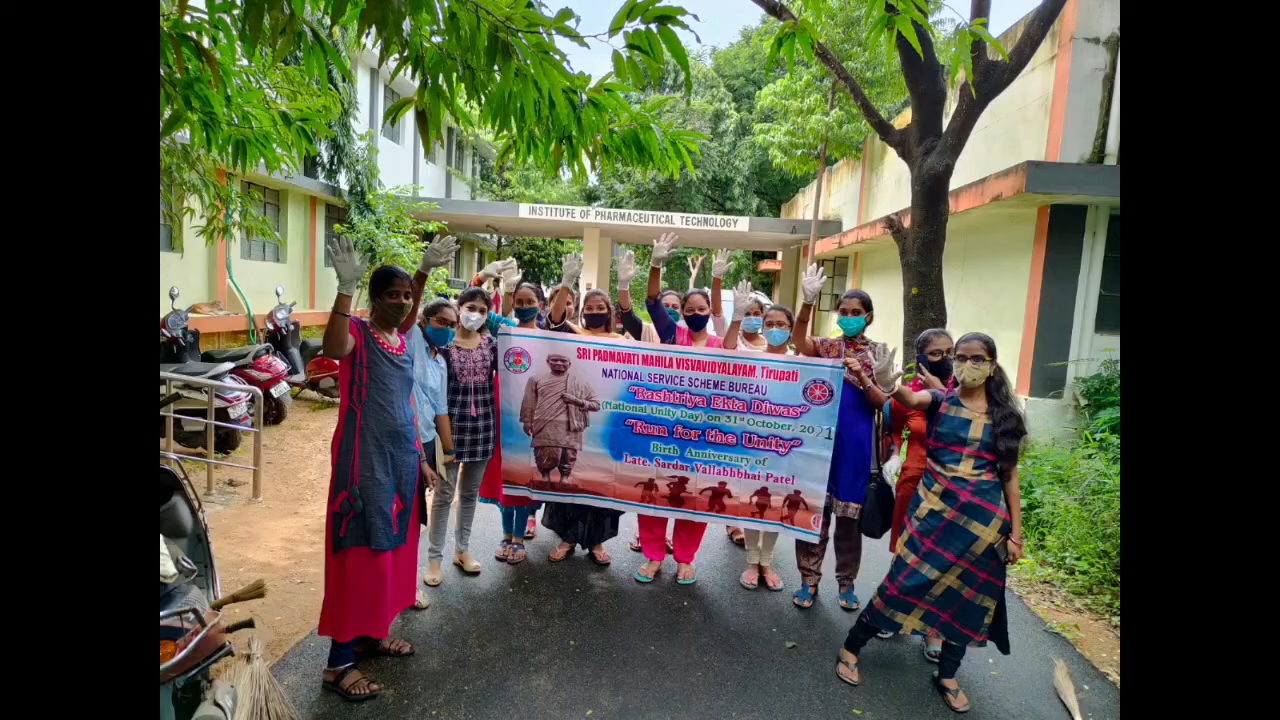 INSTITUTE OF PHARMACEUTICAL TECHNOLOGY
SRI PADMAVATI MAHILA VISVAVIDYALAYAM, Tirupati
NATIONAL SERVICE SCHEME BUREAU
"Rashtriya Ekta Diwas"
(National Unity Day) on 31st October, 2021
"Run for the Unity"
Birth Anniversary of
Late. Sardar Vallabhbhai Patel